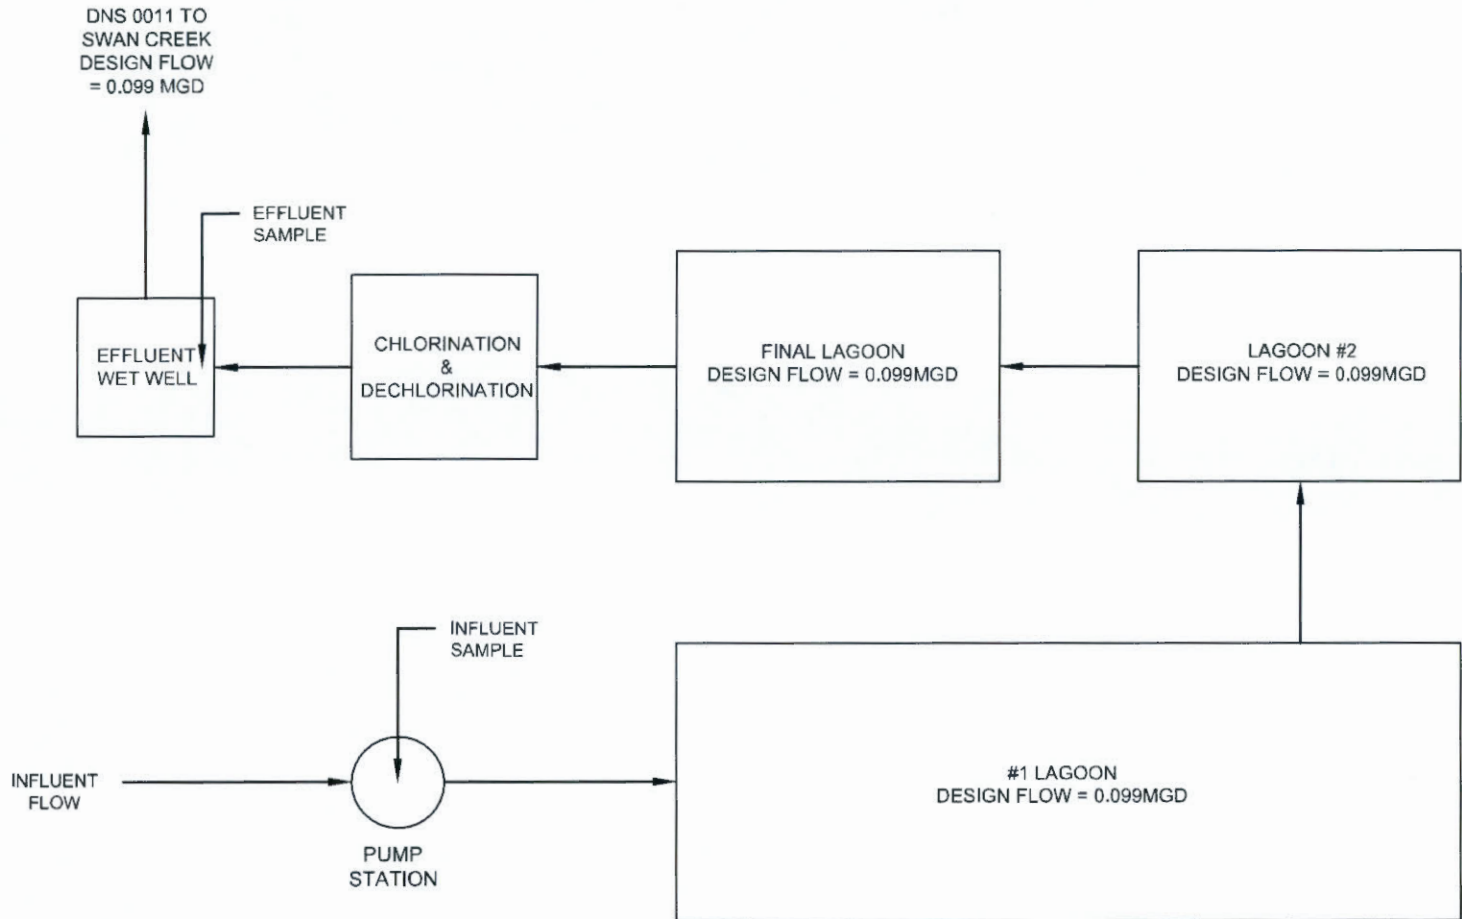 DNS 0011 TO
SWAN CREEK
DESIGN FLOW
= 0.099 MGD
EFFLUENT
SAMPLE
EFFLUENT
WET WELL
CHLORINATION
&
DECHLORINATION
FINAL LAGOON
DESIGN FLOW = 0.099MGD
LAGOON #2
DESIGN FLOW = 0.099MGD
INFLUENT
SAMPLE
INFLUENT
FLOW
PUMP
STATION
#1 LAGOON
DESIGN FLOW = 0.099MGD